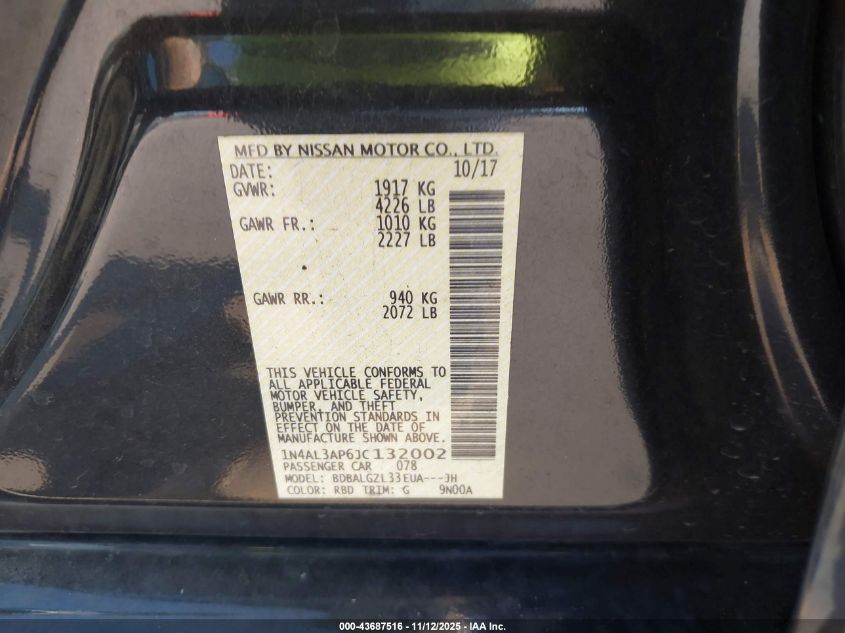 MFD BY NISSAN MOTOR CO., LTD.
DATE: 10/17
GVWR: 1917 KG
4226 LB
GAWR FR.: 1010 KG
2227 LB
GAWR RR.: 940 KG
2072 LB
THIS VEHICLE CONFORMS TO
ALL APPLICABLE FEDERAL
MOTOR VEHICLE SAFETY,
BUMPER, AND THEFT
PREVENTION STANDARDS IN
EFFECT ON THE DATE OF
MANUFACTURE SHOWN ABOVE.
1N4AL3AP6JC132002
PASSENGER CAR 078
MODEL: BDBALGZL33EUA---JH
COLOR: RBD TRIM: G 9N00A
000-43687516 - 11/12/2025 - IAA Inc.